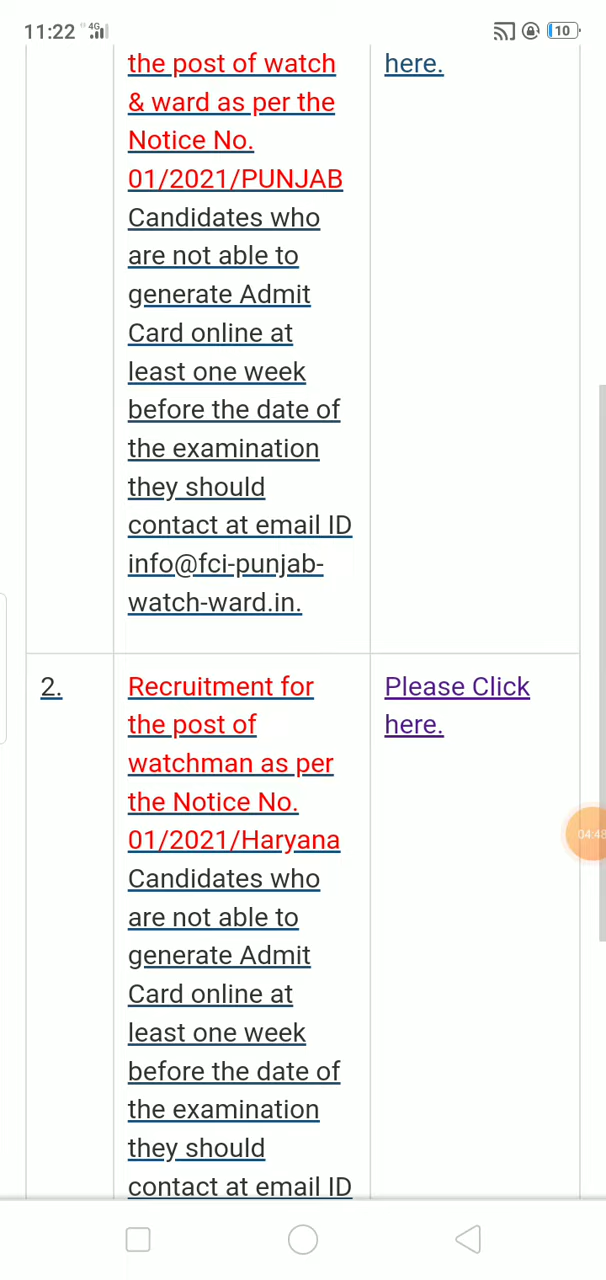 11:22 4G 10
the post of watch
& ward as per the
Notice No.
01/2021/PUNJAB
Candidates who
are not able to
generate Admit
Card online at
least one week
before the date of
the examination
they should
contact at email ID
info@fci-punjab-
watch-ward.in.
here.
2.
Recruitment for
the post of
watchman as per
the Notice No.
01/2021/Haryana
Candidates who
are not able to
generate Admit
Card online at
least one week
before the date of
the examination
they should
contact at email ID
Please Click
here.
04:48